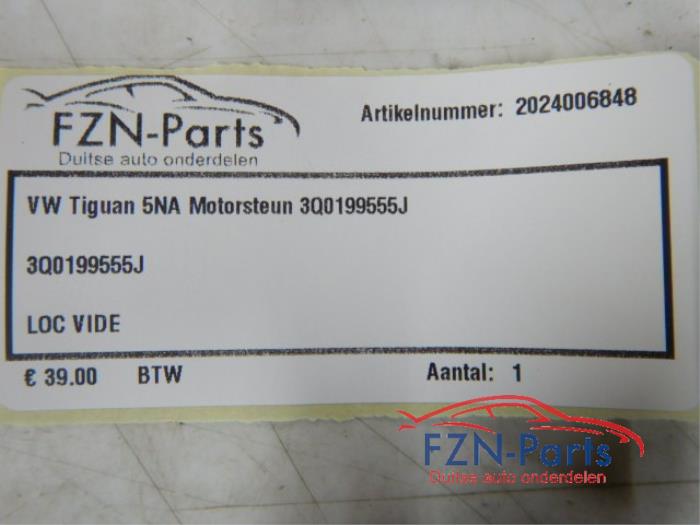 FZN-Parts
Duitse auto onderdelen
Artikelnummer: 2024006848
VW Tiguan 5NA Motorsteun 3Q0199555J
3Q0199555J
LOC VIDE
€ 39.00 BTW Aantal: 1
FZN-Parts
Duitse auto onderdelen